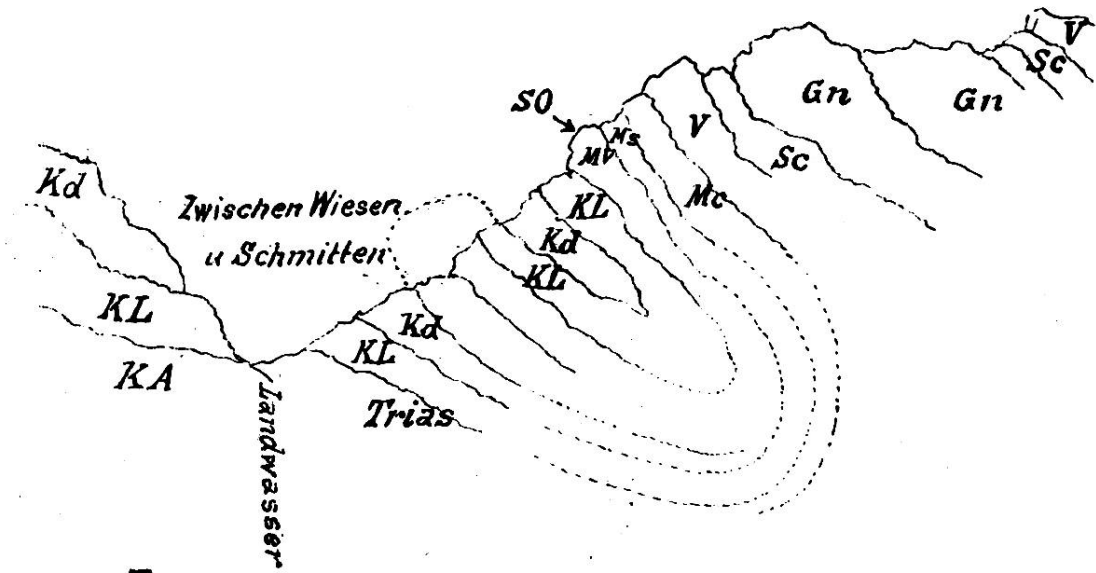 V
Sc
Gn
Gn
SO
Ms
Mv
V
Sc
Mc
Kd
Zwischen Wiesen
u Schmitten
KL
Kd
KL
KL
Kd
KL
KA
Trias
Landwasser